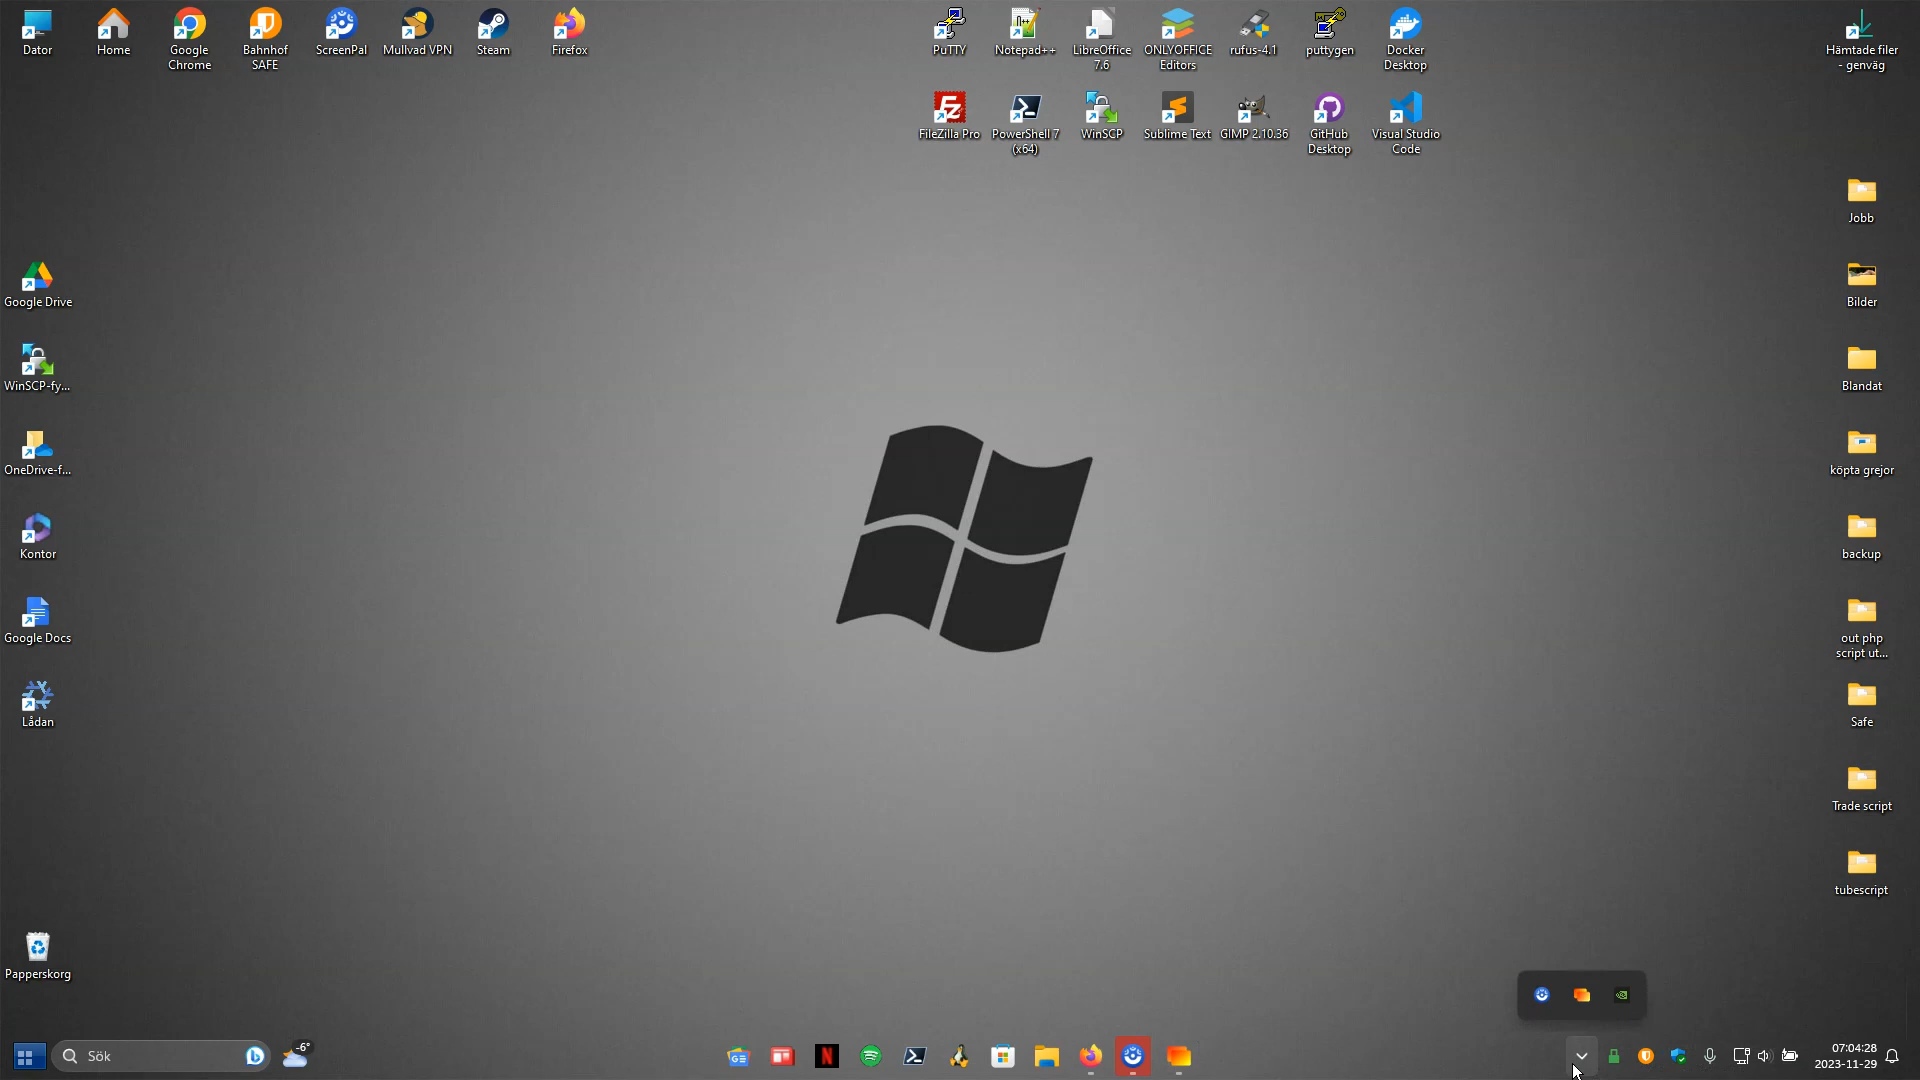 Dator
Home
Google
Chrome
Bahnhof
SAFE
ScreenPal
Mullvad VPN
Steam
Firefox
PuTTY
Notepad++
LibreOffice
7.6
ONLYOFFICE
Editors
rufus-4.1
puttygen
Docker
Desktop
Hämtade filer
- genväg
FileZilla Pro
PowerShell 7
(x64)
WinSCP
Sublime Text
GIMP 2.10.36
GitHub
Desktop
Visual Studio
Code
Jobb
Google Drive
Bilder
WinSCP-fy...
Blandat
OneDrive-f...
köpta grejor
Kontor
backup
Google Docs
out php
script ut...
Lådan
Safe
Trade script
tubescript
Papperskorg
Sök
-6°
07:04:28
2023-11-29